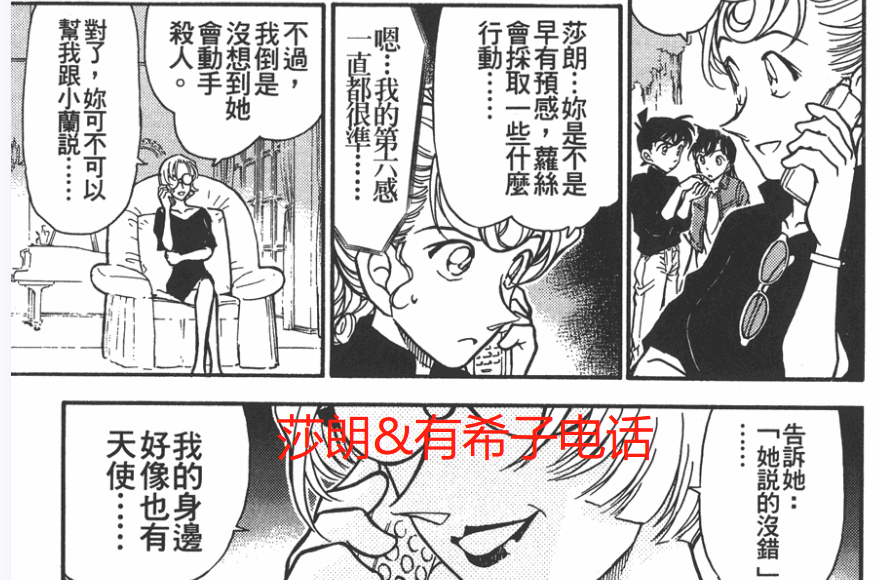 莎朗…妳是不是
早有預感，蘿絲
會採取一些什麼
行動……
嗯…我的第六感
一直都很準……
不過，
我倒是
沒想到她
會動手
殺人。
對了，妳可不可以
幫我跟小蘭説……
告訴她：
「她説的沒錯」
……
莎朗&有希子电话
我的身邊
好像也有
天使……